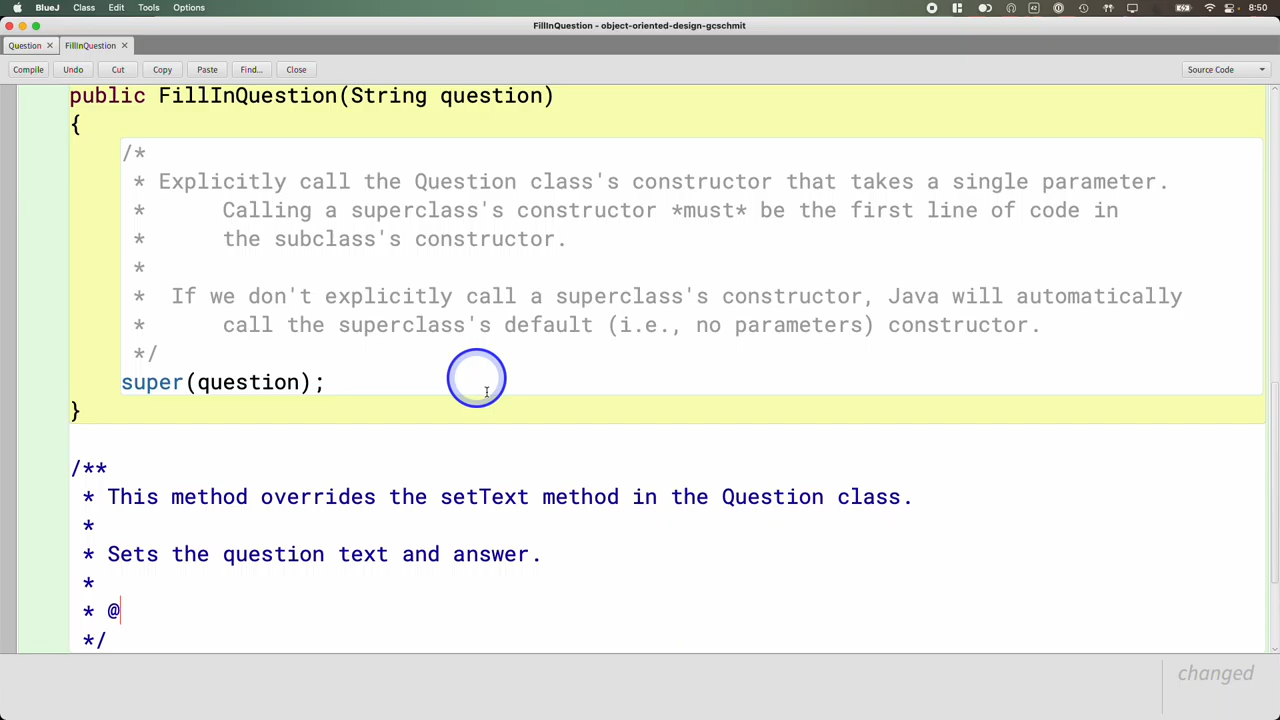 BlueJ Class Edit Tools Options 42 8:50
FillInQuestion - object-oriented-design-gcschmit
Question FillInQuestion
Compile Undo Cut Copy Paste Find... Close Source Code
public FillInQuestion(String question)
{
/*
* Explicitly call the Question class's constructor that takes a single parameter.
* Calling a superclass's constructor *must* be the first line of code in
* the subclass's constructor.
*
* If we don't explicitly call a superclass's constructor, Java will automatically
* call the superclass's default (i.e., no parameters) constructor.
*/
super(question);
}
/**
* This method overrides the setText method in the Question class.
*
* Sets the question text and answer.
*
* @
*/
changed